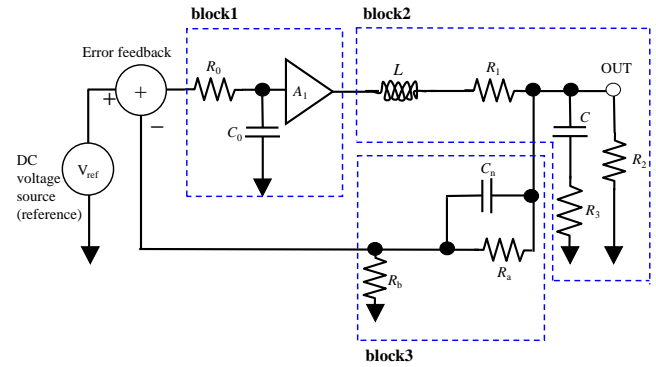 block1
block2
Error feedback
R0
L
R1
OUT
+
+
−
A1
C0
C
R2
DC
voltage
source
(reference)
Vref
Cn
R3
Ra
Rb
block3